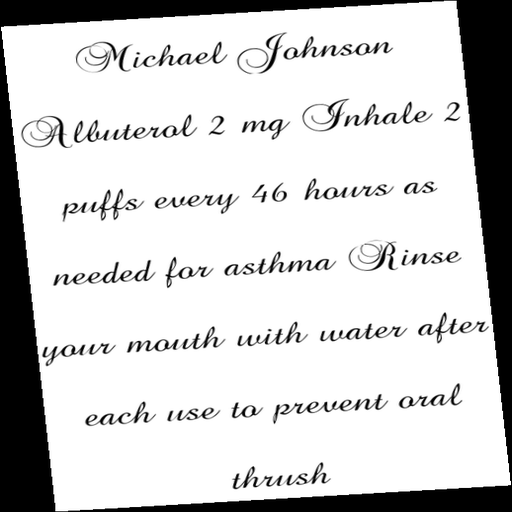 Michael Johnson
Albuterol 2 mg Inhale 2
puffs every 46 hours as
needed for asthma Rinse
your mouth with water after
each use to prevent oral
thrush